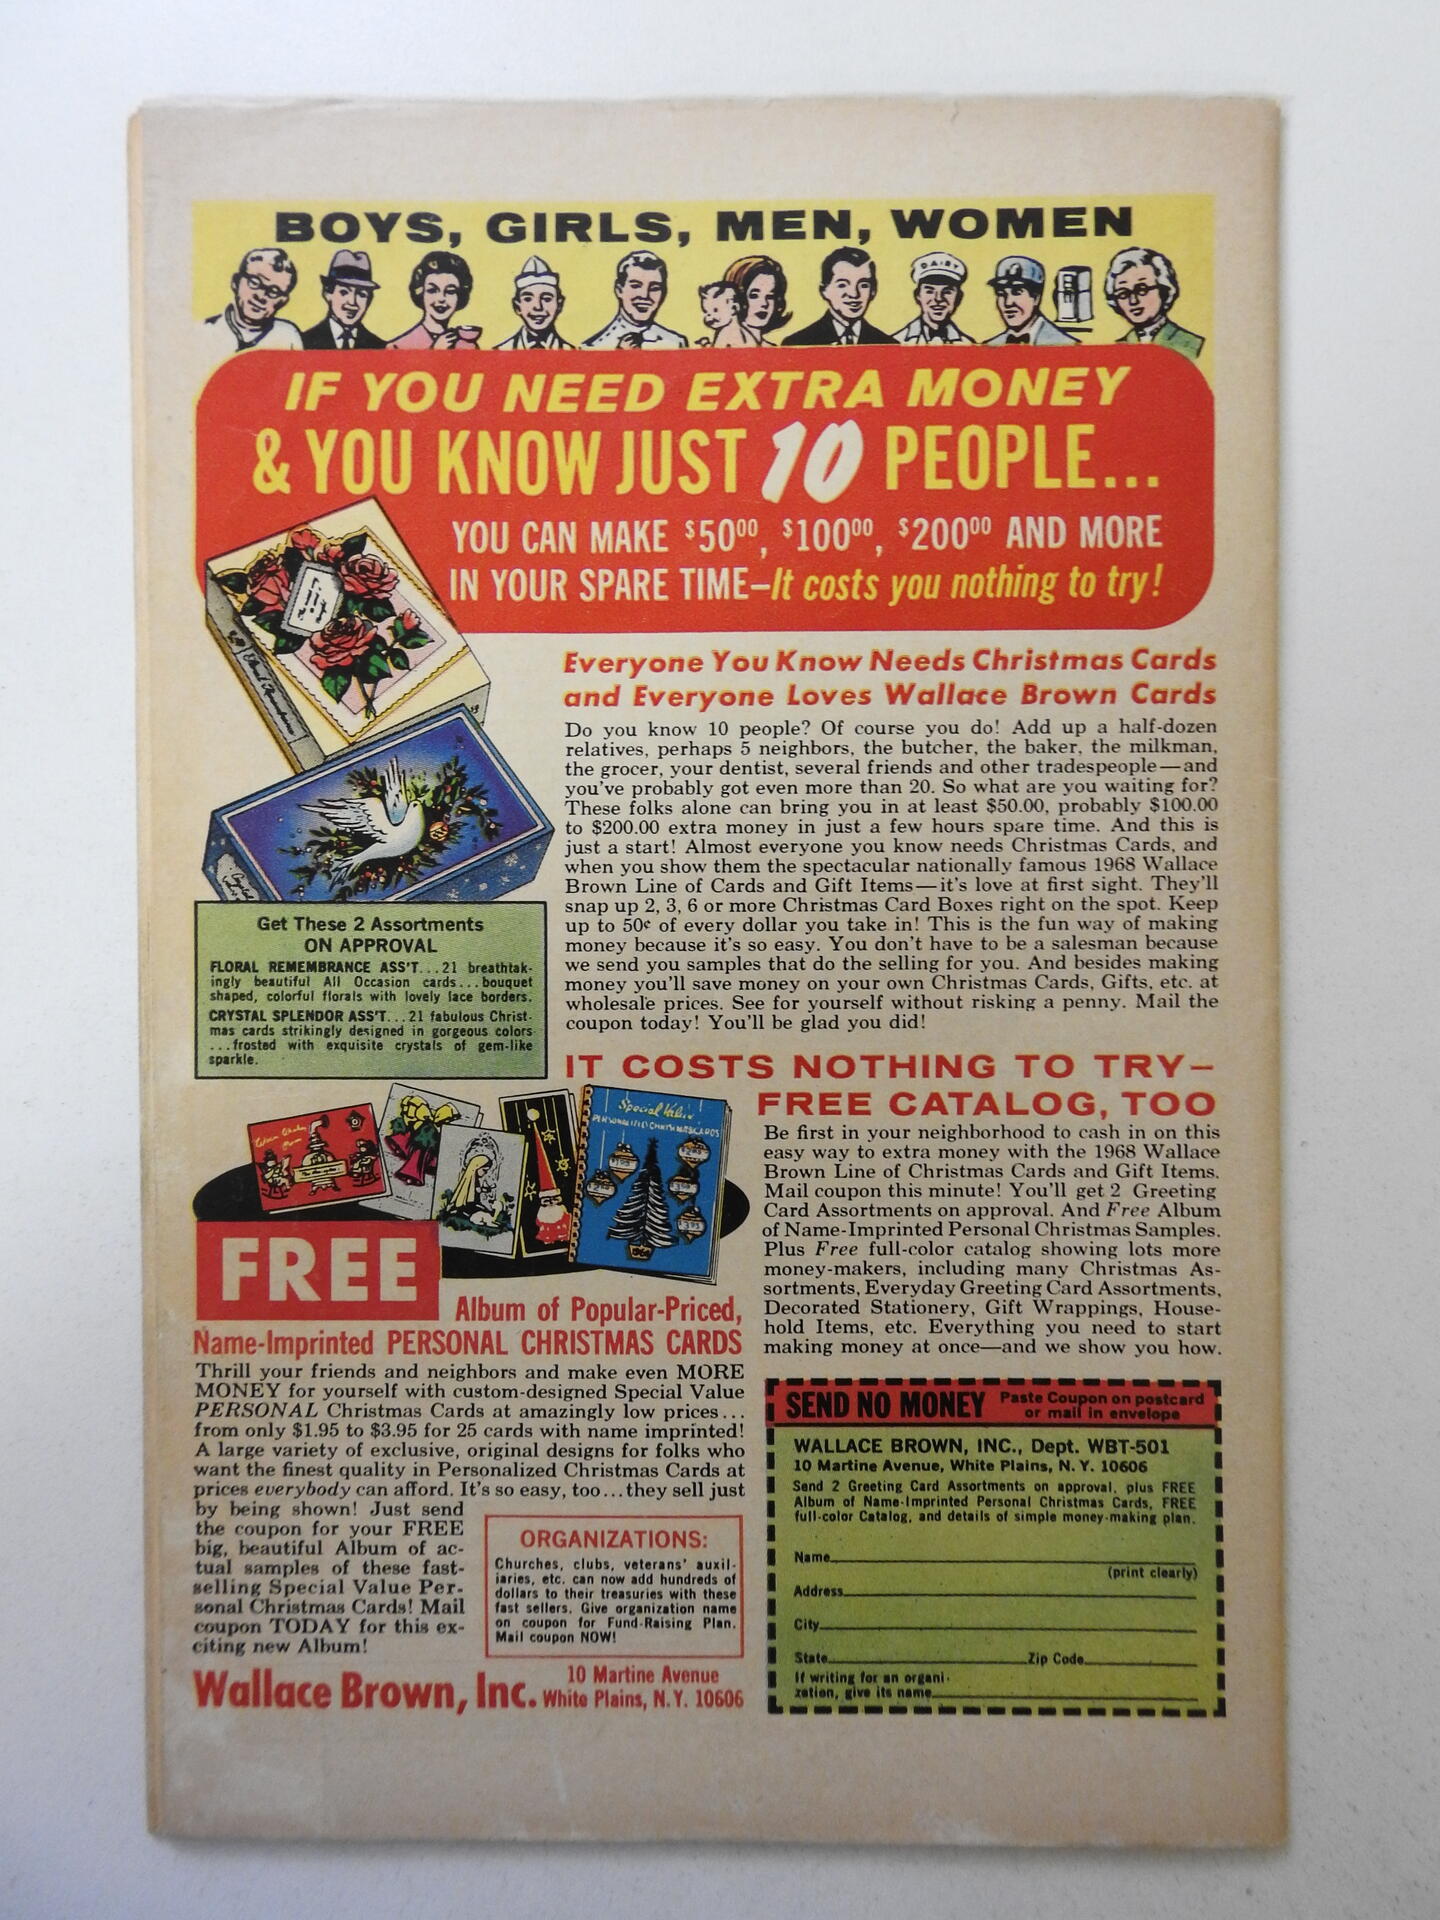 BOYS, GIRLS, MEN, WOMEN
DAIRY
IF YOU NEED EXTRA MONEY
& YOU KNOW JUST 10 PEOPLE...
YOU CAN MAKE $50⁰⁰, $100⁰⁰, $200⁰⁰ AND MORE
IN YOUR SPARE TIME—It costs you nothing to try!
Everyone You Know Needs Christmas Cards
and Everyone Loves Wallace Brown Cards
Do you know 10 people? Of course you do! Add up a half-dozen
relatives, perhaps 5 neighbors, the butcher, the baker, the milkman,
the grocer, your dentist, several friends and other tradespeople—and
you've probably got even more than 20. So what are you waiting for?
These folks alone can bring you in at least $50.00, probably $100.00
to $200.00 extra money in just a few hours spare time. And this is
just a start! Almost everyone you know needs Christmas Cards, and
when you show them the spectacular nationally famous 1968 Wallace
Brown Line of Cards and Gift Items—it's love at first sight. They'll
snap up 2, 3, 6 or more Christmas Card Boxes right on the spot. Keep
up to 50¢ of every dollar you take in! This is the fun way of making
money because it's so easy. You don't have to be a salesman because
we send you samples that do the selling for you. And besides making
money you'll save money on your own Christmas Cards, Gifts, etc. at
wholesale prices. See for yourself without risking a penny. Mail the
coupon today! You'll be glad you did!
Get These 2 Assortments
ON APPROVAL
FLORAL REMEMBRANCE ASS'T...21 breathtak-
ingly beautiful All Occasion cards...bouquet
shaped, colorful florals with lovely lace borders.
CRYSTAL SPLENDOR ASS'T...21 fabulous Christ-
mas cards strikingly designed in gorgeous colors
...frosted with exquisite crystals of gem-like
sparkle.
IT COSTS NOTHING TO TRY—
FREE CATALOG, TOO
Be first in your neighborhood to cash in on this
easy way to extra money with the 1968 Wallace
Brown Line of Christmas Cards and Gift Items.
Mail coupon this minute! You'll get 2 Greeting
Card Assortments on approval. And Free Album
of Name-Imprinted Personal Christmas Samples.
Plus Free full-color catalog showing lots more
money-makers, including many Christmas As-
sortments, Everyday Greeting Card Assortments,
Decorated Stationery, Gift Wrappings, House-
hold Items, etc. Everything you need to start
making money at once—and we show you how.
Special Value
PERSONALIZED CHRISTMAS CARDS
FREE
Album of Popular-Priced,
Name-Imprinted PERSONAL CHRISTMAS CARDS
Thrill your friends and neighbors and make even MORE
MONEY for yourself with custom-designed Special Value
PERSONAL Christmas Cards at amazingly low prices...
from only $1.95 to $3.95 for 25 cards with name imprinted!
A large variety of exclusive, original designs for folks who
want the finest quality in Personalized Christmas Cards at
prices everybody can afford. It's so easy, too...they sell just
by being shown! Just send
the coupon for your FREE
big, beautiful Album of ac-
tual samples of these fast-
selling Special Value Per-
sonal Christmas Cards! Mail
coupon TODAY for this ex-
citing new Album!
ORGANIZATIONS:
Churches, clubs, veterans' auxil-
iaries, etc. can now add hundreds of
dollars to their treasuries with these
fast sellers. Give organization name
on coupon for Fund-Raising Plan.
Mail coupon NOW!
Wallace Brown, Inc.
10 Martine Avenue
White Plains, N.Y. 10606
SEND NO MONEY
Paste Coupon on postcard
or mail in envelope
WALLACE BROWN, INC., Dept. WBT-501
10 Martine Avenue, White Plains, N.Y. 10606
Send 2 Greeting Card Assortments on approval, plus FREE
Album of Name-Imprinted Personal Christmas Cards, FREE
full-color Catalog, and details of simple money-making plan.
Name
(print clearly)
Address
City
State Zip Code
If writing for an organi-
zation, give its name